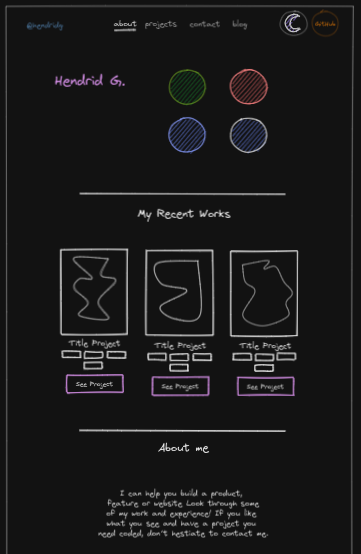 @hendridg about projects contact blog GitHub
Hendrid G.
My Recent Works
Title Project Title Project Title Project
See Project See Project See Project
About me
I can help you build a product,
feature or website Look through some
of my work and experience! If you like
what you see and have a project you
need coded, don't hestiate to contact me.